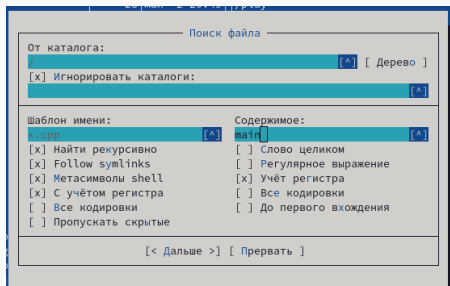 Поиск файла
От каталога:
/ [^] [ Дерево ]
[x] Игнорировать каталоги:
[^]
Шаблон имени: Содержимое:
*.cpp [^] main [^]
[x] Найти рекурсивно [ ] Слово целиком
[x] Follow symlinks [ ] Регулярное выражение
[x] Метасимволы shell [x] Учёт регистра
[x] С учётом регистра [ ] Все кодировки
[ ] Все кодировки [ ] До первого вхождения
[ ] Пропускать скрытые
[< Дальше >] [ Прервать ]